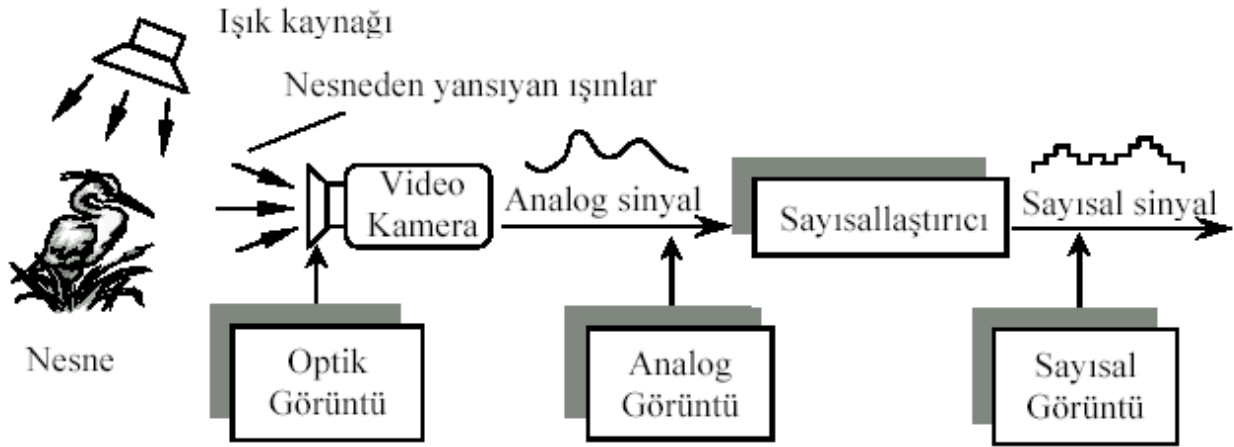 Işık kaynağı
Nesneden yansıyan ışınlar
Video
Kamera
Analog sinyal
Sayısallaştırıcı
Sayısal sinyal
Nesne
Optik
Görüntü
Analog
Görüntü
Sayısal
Görüntü